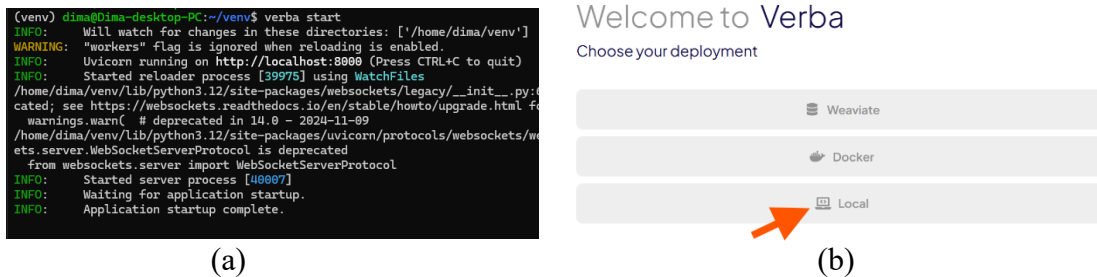 (venv) dima@Dima-desktop-PC:~/venv$ verba start
INFO: Will watch for changes in these directories: ['/home/dima/venv']
WARNING: "workers" flag is ignored when reloading is enabled.
INFO: Uvicorn running on http://localhost:8000 (Press CTRL+C to quit)
INFO: Started reloader process [39975] using WatchFiles
/home/dima/venv/lib/python3.12/site-packages/websockets/legacy/__init__.py:6
cated; see https://websockets.readthedocs.io/en/stable/howto/upgrade.html fo
warnings.warn( # deprecated in 14.0 - 2024-11-09
/home/dima/venv/lib/python3.12/site-packages/uvicorn/protocols/websockets/we
ets.server.WebSocketServerProtocol is deprecated
from websockets.server import WebSocketServerProtocol
INFO: Started server process [40007]
INFO: Waiting for application startup.
INFO: Application startup complete.
(a)
Welcome to Verba
Choose your deployment
Weaviate
Docker
Local
(b)